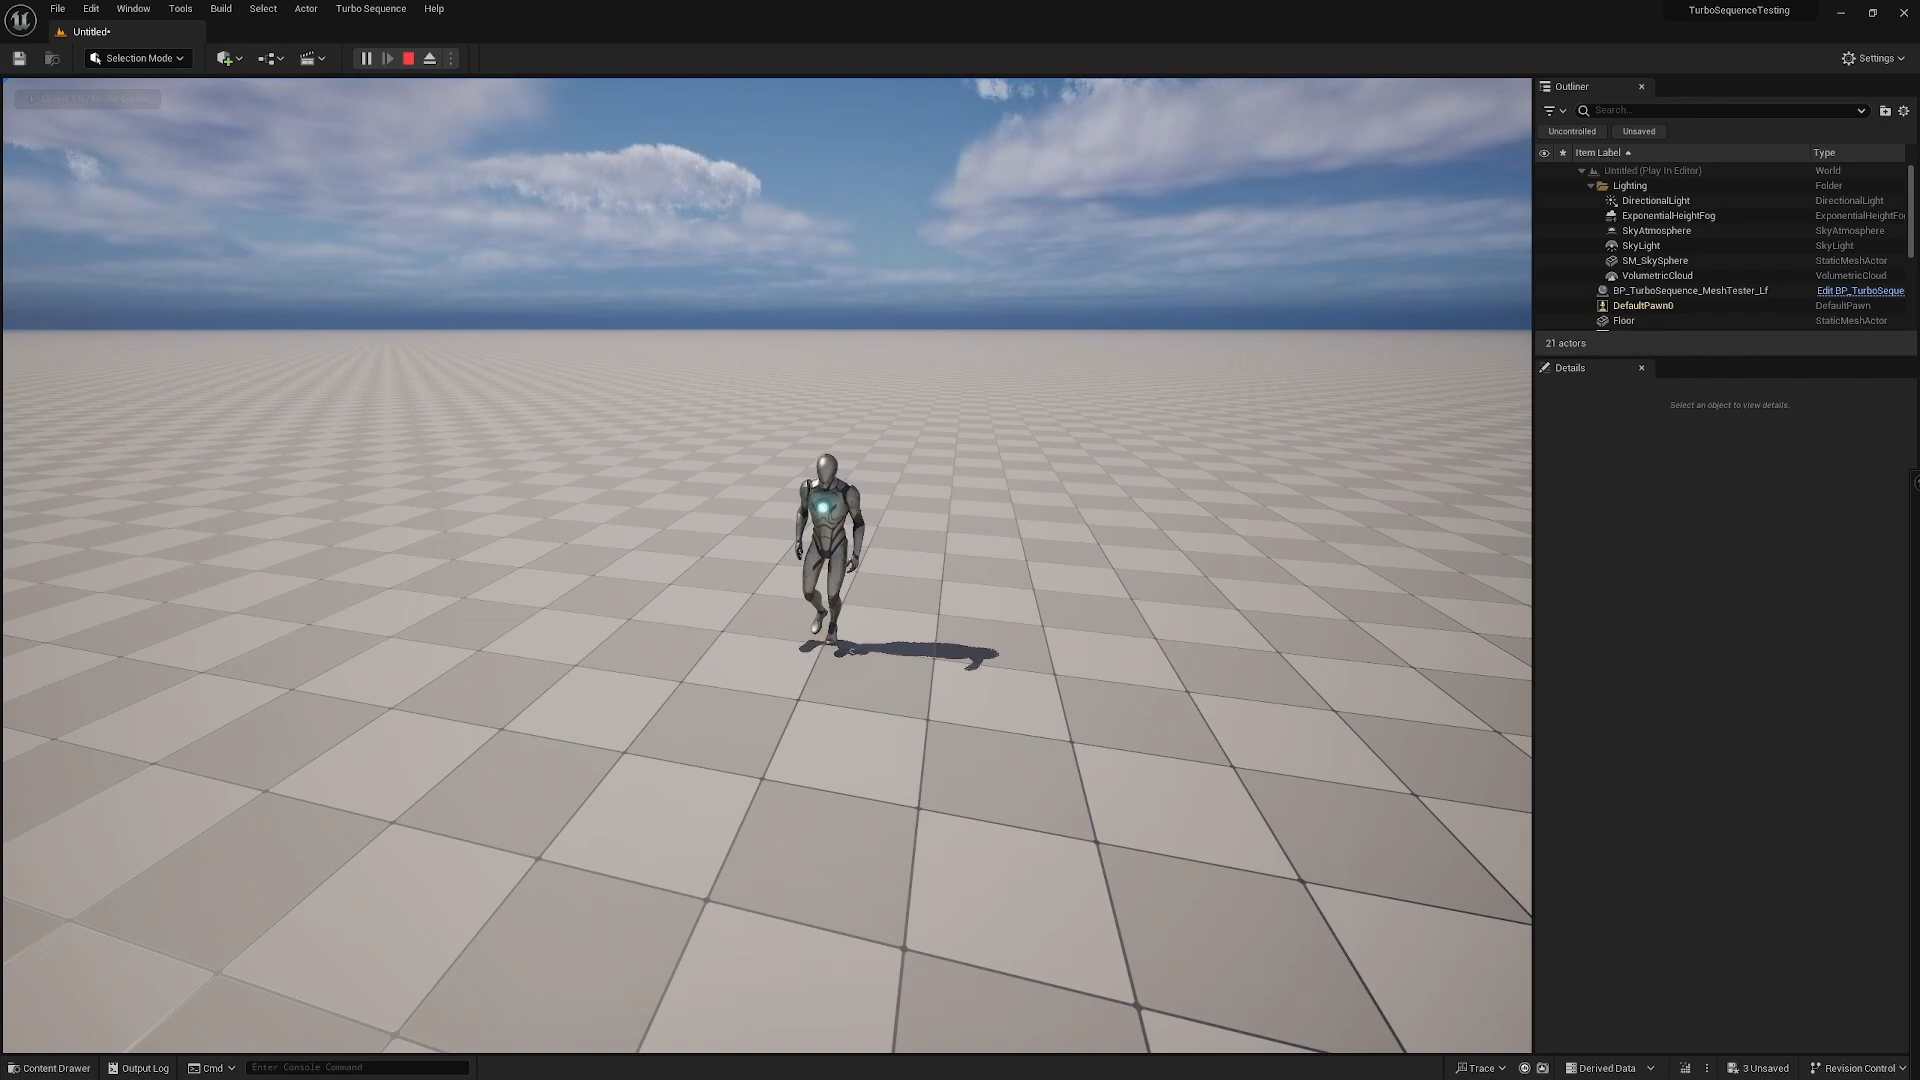 File Edit Window Tools Build Select Actor Turbo Sequence Help
TurboSequenceTesting
Untitled*
Selection Mode
Settings
Outliner
Search...
Uncontrolled Unsaved
Item Label Type
Untitled (Play In Editor) World
Lighting Folder
DirectionalLight DirectionalLight
ExponentialHeightFog ExponentialHeightFo
SkyAtmosphere SkyAtmosphere
SkyLight SkyLight
SM_SkySphere StaticMeshActor
VolumetricCloud VolumetricCloud
BP_TurboSequence_MeshTester_Lf Edit BP_TurboSeque
DefaultPawn0 DefaultPawn
Floor StaticMeshActor
21 actors
Details
Select an object to view details.
Content Drawer Output Log Cmd Enter Console Command
Trace Derived Data 3 Unsaved Revision Control